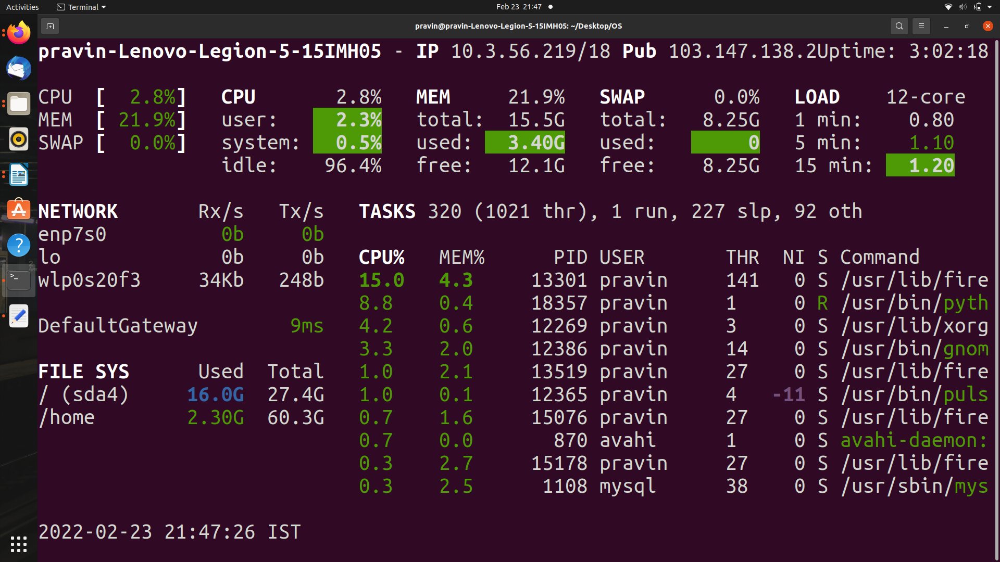 Activities Terminal Feb 23 21:47
pravin@pravin-Lenovo-Legion-5-15IMH05: ~/Desktop/OS
pravin-Lenovo-Legion-5-15IMH05 - IP 10.3.56.219/18 Pub 103.147.138.2Uptime: 3:02:18
CPU [ 2.8%] CPU 2.8% MEM 21.9% SWAP 0.0% LOAD 12-core
MEM [ 21.9%] user: 2.3% total: 15.5G total: 8.25G 1 min: 0.80
SWAP [ 0.0%] system: 0.5% used: 3.40G used: 0 5 min: 1.10
idle: 96.4% free: 12.1G free: 8.25G 15 min: 1.20
NETWORK Rx/s Tx/s TASKS 320 (1021 thr), 1 run, 227 slp, 92 oth
enp7s0 0b 0b
lo 0b 0b CPU% MEM% PID USER THR NI S Command
wlp0s20f3 34Kb 248b 15.0 4.3 13301 pravin 141 0 S /usr/lib/fire
8.8 0.4 18357 pravin 1 0 R /usr/bin/pyth
DefaultGateway 9ms 4.2 0.6 12269 pravin 3 0 S /usr/lib/xorg
3.3 2.0 12386 pravin 14 0 S /usr/bin/gnom
FILE SYS Used Total 1.0 2.1 13519 pravin 27 0 S /usr/lib/fire
/ (sda4) 16.0G 27.4G 1.0 0.1 12365 pravin 4 -11 S /usr/bin/puls
/home 2.30G 60.3G 0.7 1.6 15076 pravin 27 0 S /usr/lib/fire
0.7 0.0 870 avahi 1 0 S avahi-daemon:
0.3 2.7 15178 pravin 27 0 S /usr/lib/fire
0.3 2.5 1108 mysql 38 0 S /usr/sbin/mys
2022-02-23 21:47:26 IST